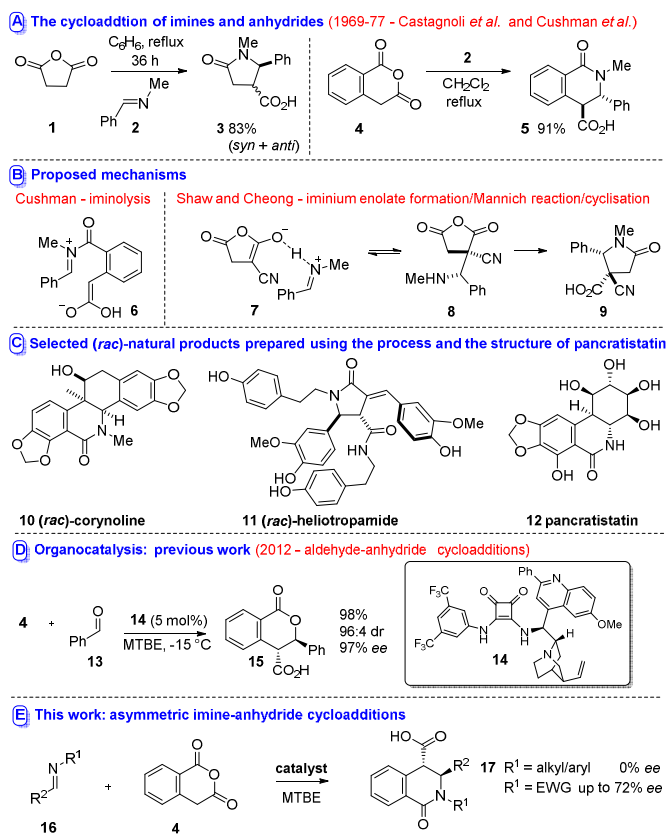 A The cycloaddtion of imines and anhydrides (1969-77 - Castagnoli et al. and Cushman et al.)
O O O
1
C6H6, reflux
36 h
Me
N
Ph
2
Me
O N Ph
CO2H
3 83%
(syn + anti)
O
O
O
4
2
CH2Cl2
reflux
O
N Me
Ph
CO2H
5 91%
B Proposed mechanisms
Cushman - iminolysis
Shaw and Cheong - iminium enolate formation/Mannich reaction/cyclisation
O
Me N +
Ph
−O OH
6
O O O−
H
CN
N + Me
Ph
7
O O O
CN
MeHN
Ph
8
Me
Ph N O
HO2C CN
9
C Selected (rac)-natural products prepared using the process and the structure of pancratistatin
HO
Me
H
O
O
O
O
N Me
O
10 (rac)-corynoline
HO
O
N
MeO
HO
O
HN
HO
OMe
OH
11 (rac)-heliotropamide
OH
HO OH
H OH
O
O
H
NH
OH O
12 pancratistatin
D Organocatalysis: previous work (2012 - aldehyde-anhydride cycloadditions)
4 + O
Ph
13
14 (5 mol%)
MTBE, -15 °C
O
O
Ph
CO2H
15
98%
96:4 dr
97% ee
F3C
CF3
O O
N H
N H
Ph N
OMe
H
N
14
E This work: asymmetric imine-anhydride cycloadditions
N R1
R2
16
+
O
O
O
4
catalyst
MTBE
HO O
R2
N R1
O
17 R1 = alkyl/aryl 0% ee
R1 = EWG up to 72% ee